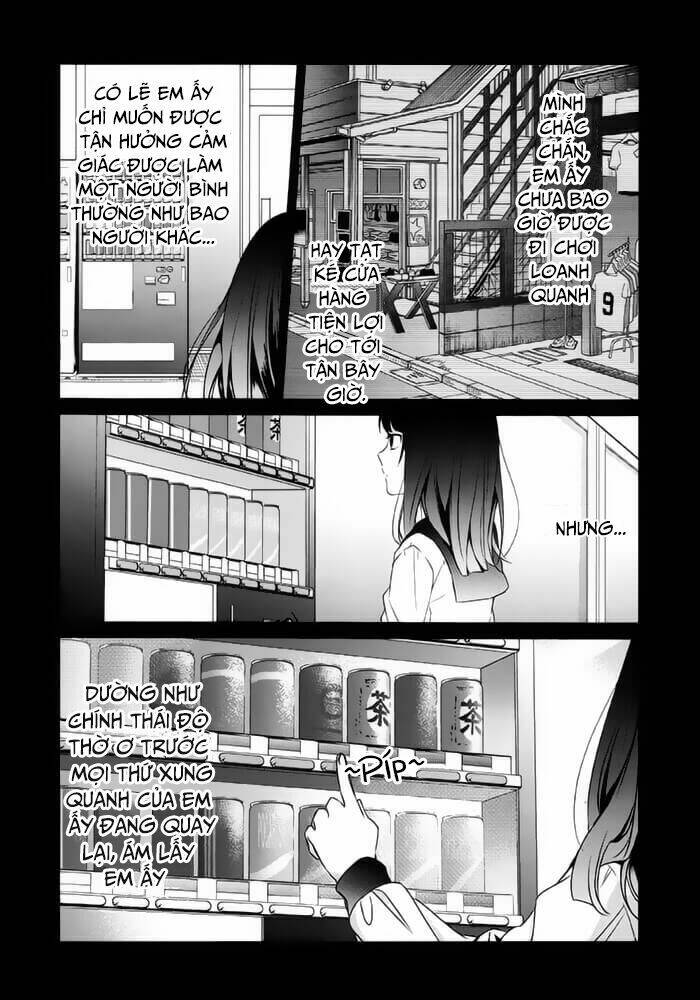 MÌNH
CHẮC
CHẮN,
EM ẤY
CHƯA BAO
GIỜ ĐƯỢC
ĐI CHƠI
LOANH
QUANH
9
HAY TẠT
KÉ CỬA
HÀNG
TIỆN LỢI
CHO TỚI
TẬN BÂY
GIỜ.
CÓ LẼ EM ẤY
CHỈ MUỐN ĐƯỢC
TẬN HƯỞNG CẢM
GIÁC ĐƯỢC LÀM
MỘT NGƯỜI BÌNH
THƯỜNG NHƯ BAO
NGƯỜI KHÁC...
茶
NHƯNG...
茶
茶
~PÍP~
DƯỜNG NHƯ
CHÍNH THÁI ĐỘ
THỜ Ơ TRƯỚC
MỌI THỨ XUNG
QUANH CỦA EM
ẤY ĐANG QUAY
LẠI, ÁM LẤY
EM ẤY